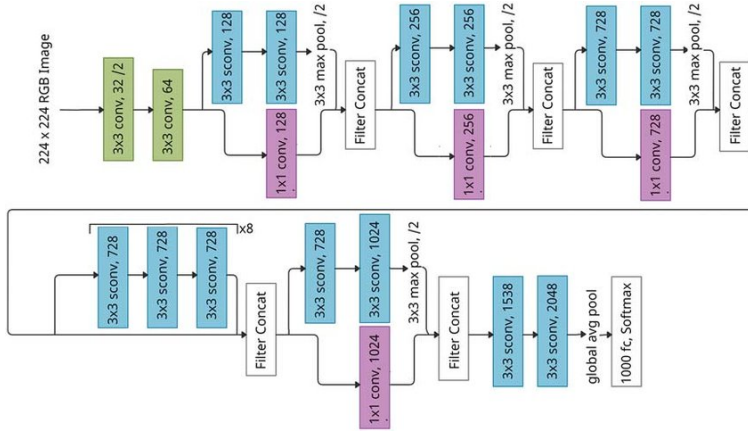 224 x 224 RGB Image
3x3 conv, 32 /2
3x3 conv, 64
3x3 sconv, 128
3x3 sconv, 128
3x3 max pool, /2
1x1 conv, 128
Filter Concat
3x3 sconv, 256
3x3 sconv, 256
3x3 max pool, /2
1x1 conv, 256
Filter Concat
3x3 sconv, 728
3x3 sconv, 728
3x3 max pool, /2
1x1 conv, 728
Filter Concat
3x3 sconv, 728
3x3 sconv, 728
3x3 sconv, 728
x8
Filter Concat
3x3 sconv, 728
3x3 sconv, 1024
3x3 max pool, /2
1x1 conv, 1024
Filter Concat
3x3 sconv, 1538
3x3 sconv, 2048
global avg pool
1000 fc, Softmax